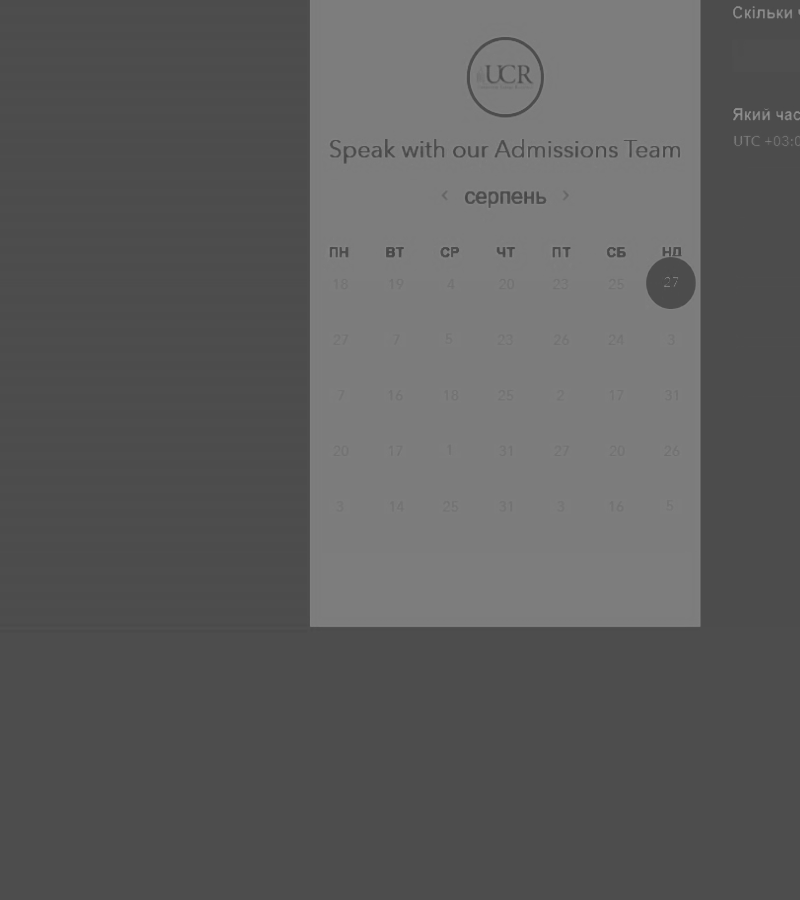 UCR
Speak with our Admissions Team
серпень
ПН ВТ СР ЧТ ПТ СБ НД
18 19 4 20 23 25 27
27 7 5 23 26 24 3
7 16 18 25 2 17 31
20 17 1 31 27 20 26
3 14 25 31 3 16 5
Скільки
Який час
UTC +03:0